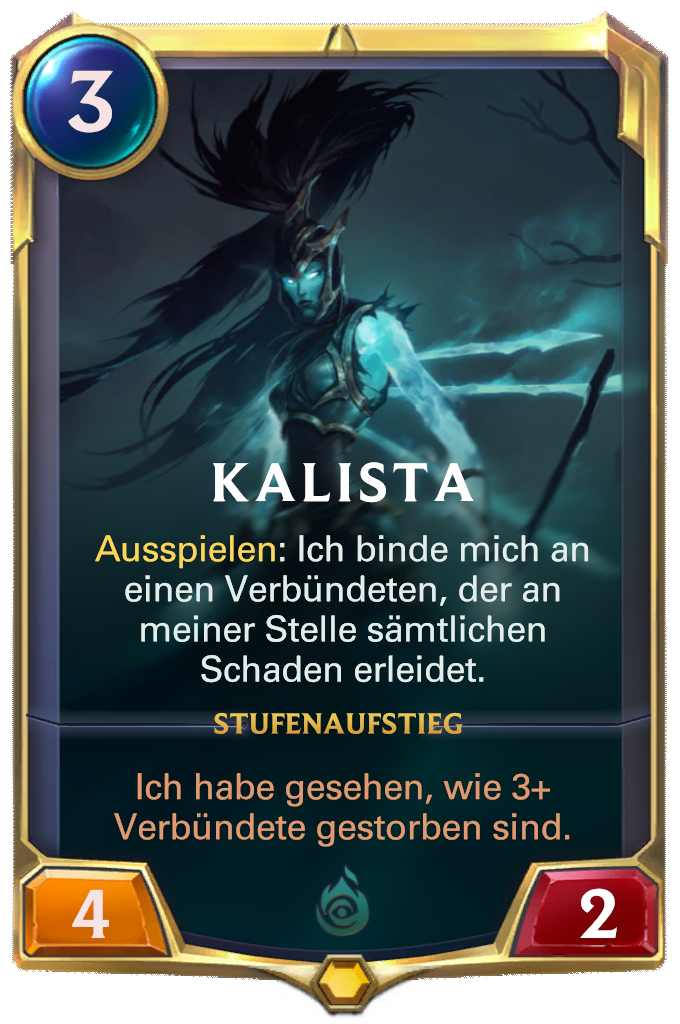 3
KALISTA
Ausspielen: Ich binde mich an
einen Verbündeten, der an
meiner Stelle sämtlichen
Schaden erleidet.
STUFENAUFSTIEG
Ich habe gesehen, wie 3+
Verbündete gestorben sind.
4
2